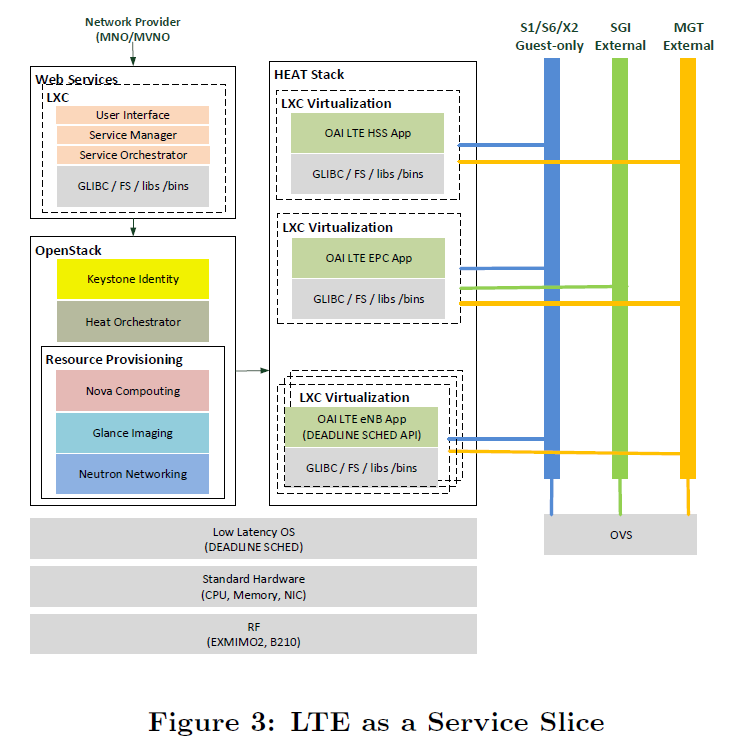 Network Provider
(MNO/MVNO
Web Services
LXC
User Interface
Service Manager
Service Orchestrator
GLIBC / FS / libs /bins
OpenStack
Keystone Identity
Heat Orchestrator
Resource Provisioning
Nova Compouting
Glance Imaging
Neutron Networking
HEAT Stack
LXC Virtualization
OAI LTE HSS App
GLIBC / FS / libs /bins
LXC Virtualization
OAI LTE EPC App
GLIBC / FS / libs /bins
LXC Virtualization
OAI LTE eNB App
(DEADLINE SCHED API)
GLIBC / FS / libs /bins
S1/S6/X2
Guest-only
SGI
External
MGT
External
OVS
Low Latency OS
(DEADLINE SCHED)
Standard Hardware
(CPU, Memory, NIC)
RF
(EXMIMO2, B210)
Figure 3: LTE as a Service Slice